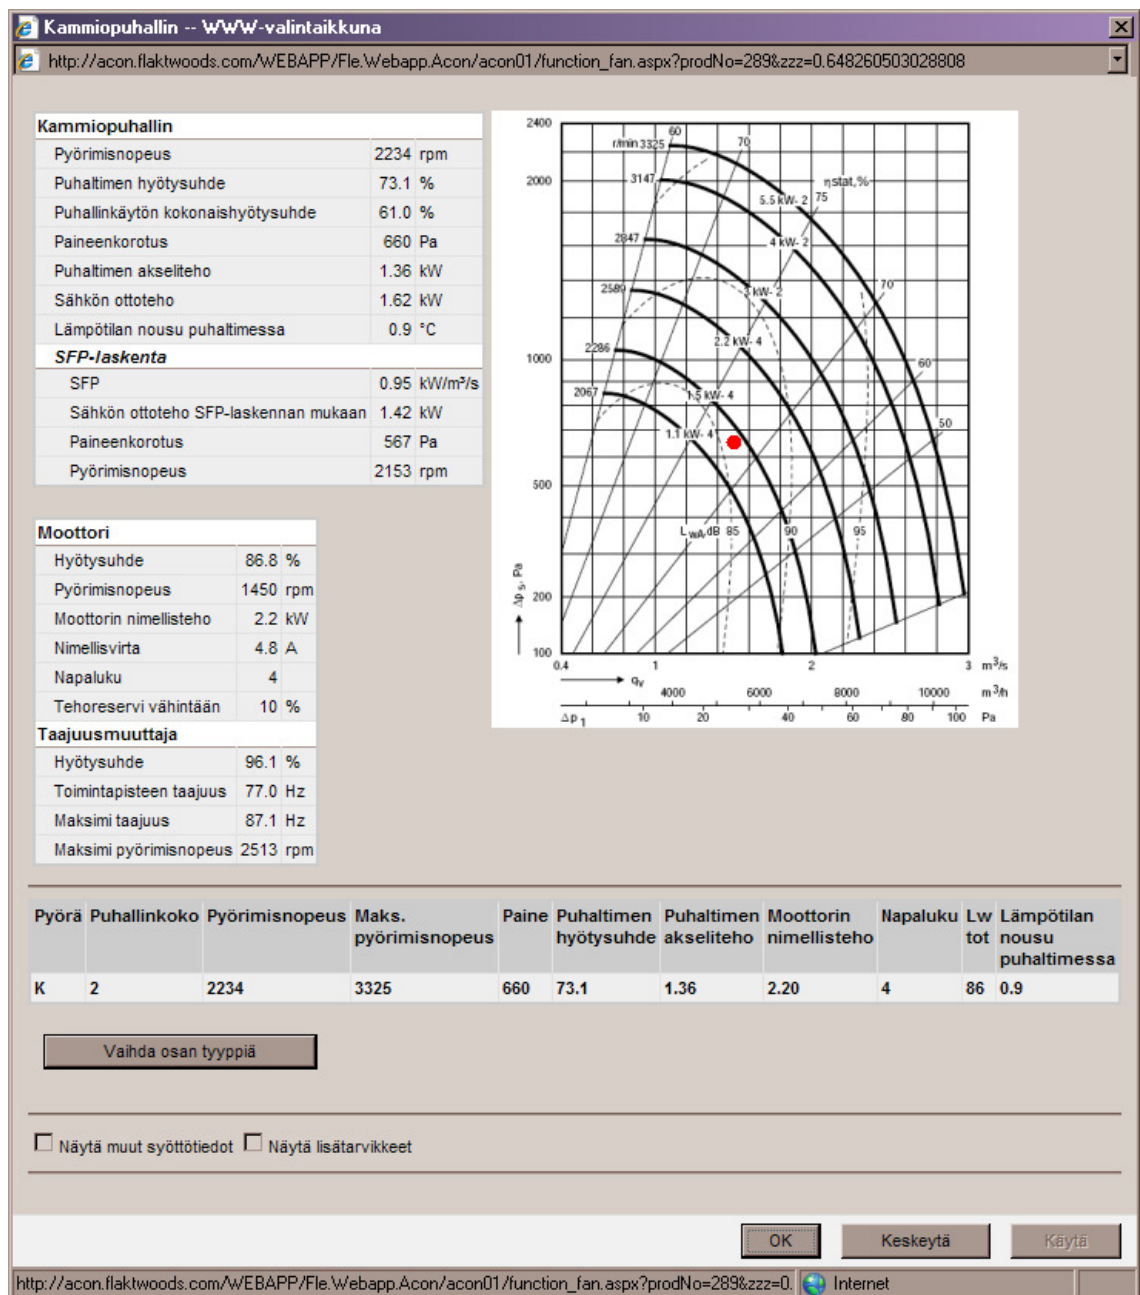 Kammiopuhallin -- WWW-valintaikkuna
http://acon.flaktwoods.com/WEBAPP/Fle.Webapp.Acon/acon01/function_fan.aspx?prodNo=289&zzz=0.648260503028808
Kammiopuhallin
Pyörimisnopeus 2234 rpm
Puhaltimen hyötysuhde 73.1 %
Puhallinkäytön kokonaishyötysuhde 61.0 %
Paineenkorotus 660 Pa
Puhaltimen akseliteho 1.36 kW
Sähkön ottoteho 1.62 kW
Lämpötilan nousu puhaltimessa 0.9 °C
SFP-laskenta
SFP 0.95 kW/m³/s
Sähkön ottoteho SFP-laskennan mukaan 1.42 kW
Paineenkorotus 567 Pa
Pyörimisnopeus 2153 rpm
2400
60
r/min 3325 70
2000
3147 ηstat,%
5.5 kW- 2 75
2847 4 kW- 2
2589 3 kW- 2 70
2286 2.2 kW- 4
1000 60
2067 1.5 kW- 4
1.1 kW- 4 50
500
LwA, dB 85 90 95
200
Δp s, Pa
100
0.4 1 2 3 m³/s
qv
4000 6000 8000 10000 m³/h
Δp 1 10 20 40 60 80 100 Pa
Moottori
Hyötysuhde 86.8 %
Pyörimisnopeus 1450 rpm
Moottorin nimellisteho 2.2 kW
Nimellisvirta 4.8 A
Napaluku 4
Tehoreservi vähintään 10 %
Taajuusmuuttaja
Hyötysuhde 96.1 %
Toimintapisteen taajuus 77.0 Hz
Maksimi taajuus 87.1 Hz
Maksimi pyörimisnopeus 2513 rpm
Pyörä Puhallinkoko Pyörimisnopeus Maks. Paine Puhaltimen Puhaltimen Moottorin Napaluku Lw Lämpötilan
pyörimisnopeus hyötysuhde akseliteho nimellisteho tot nousu
puhaltimessa
K 2 2234 3325 660 73.1 1.36 2.20 4 86 0.9
Vaihda osan tyyppiä
Näytä muut syöttötiedot Näytä lisätarvikkeet
OK Keskeytä Käytä
http://acon.flaktwoods.com/WEBAPP/Fle.Webapp.Acon/acon01/function_fan.aspx?prodNo=289&zzz=0. Internet